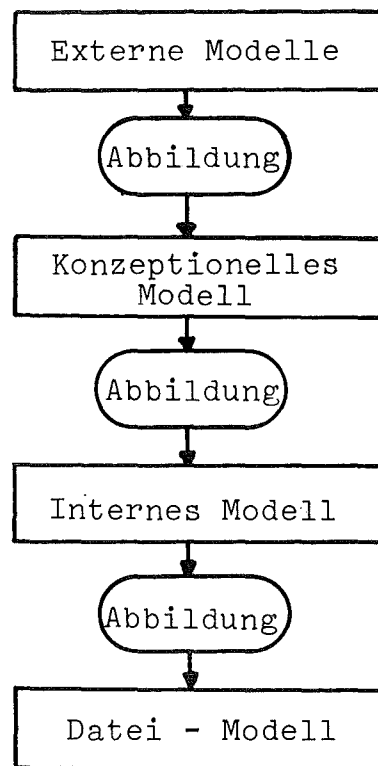 Externe Modelle
Abbildung
Konzeptionelles
Modell
Abbildung
Internes Modell
Abbildung
Datei - Modell